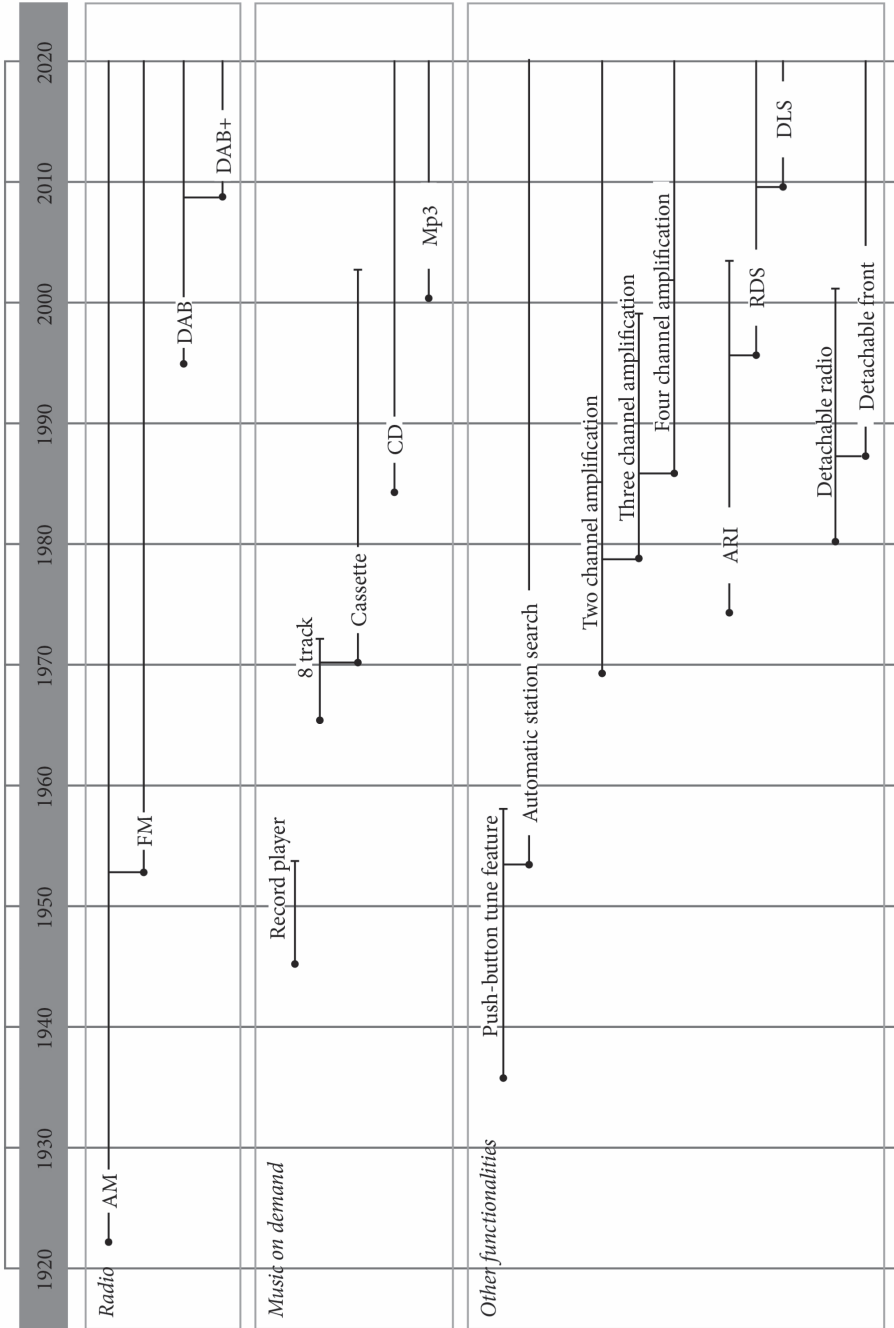 1920 1930 1940 1950 1960 1970 1980 1990 2000 2010 2020
Radio
AM
FM
DAB
DAB+
Music on demand
Record player
8 track
Cassette
CD
Mp3
Other functionalities
Push-button tune feature
Automatic station search
Two channel amplification
Three channel amplification
Four channel amplification
ARI
RDS
DLS
Detachable radio
Detachable front